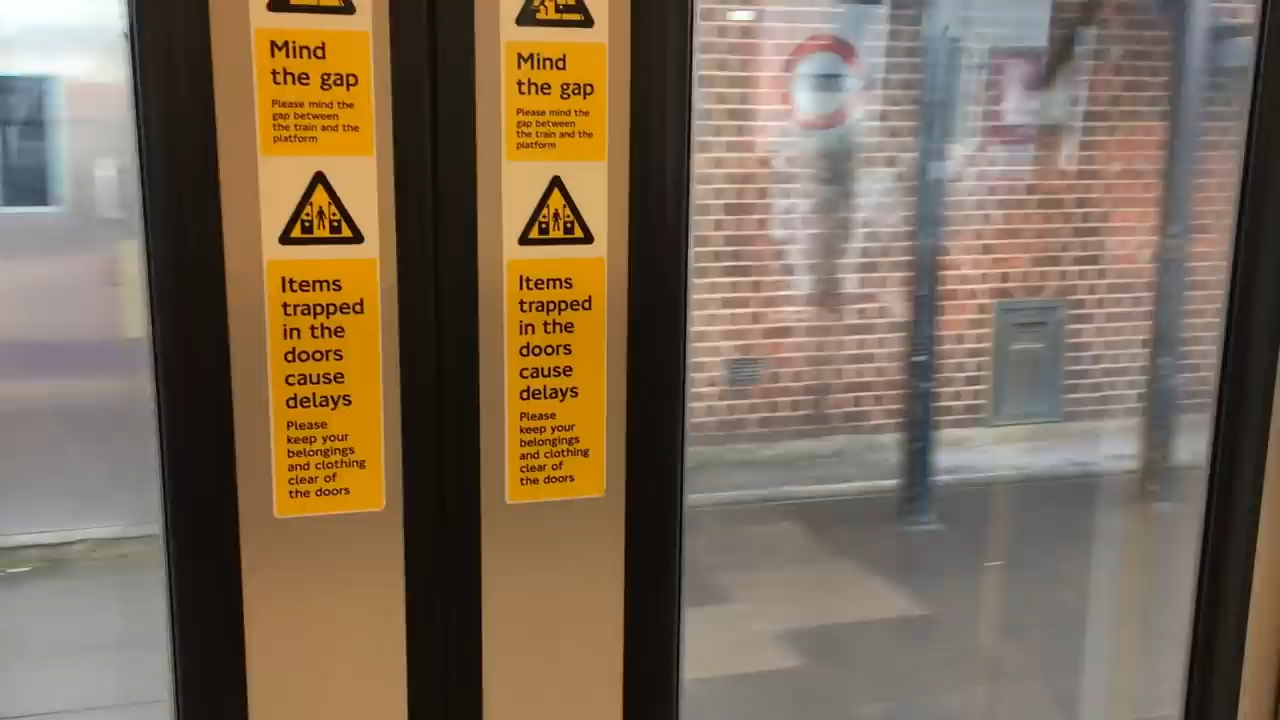 Mind
the gap
Please mind the
gap between
the train and the
platform
Items
trapped
in the
doors
cause
delays
Please
keep your
belongings
and clothing
clear of
the doors
Mind
the gap
Please mind the
gap between
the train and the
platform
Items
trapped
in the
doors
cause
delays
Please
keep your
belongings
and clothing
clear of
the doors